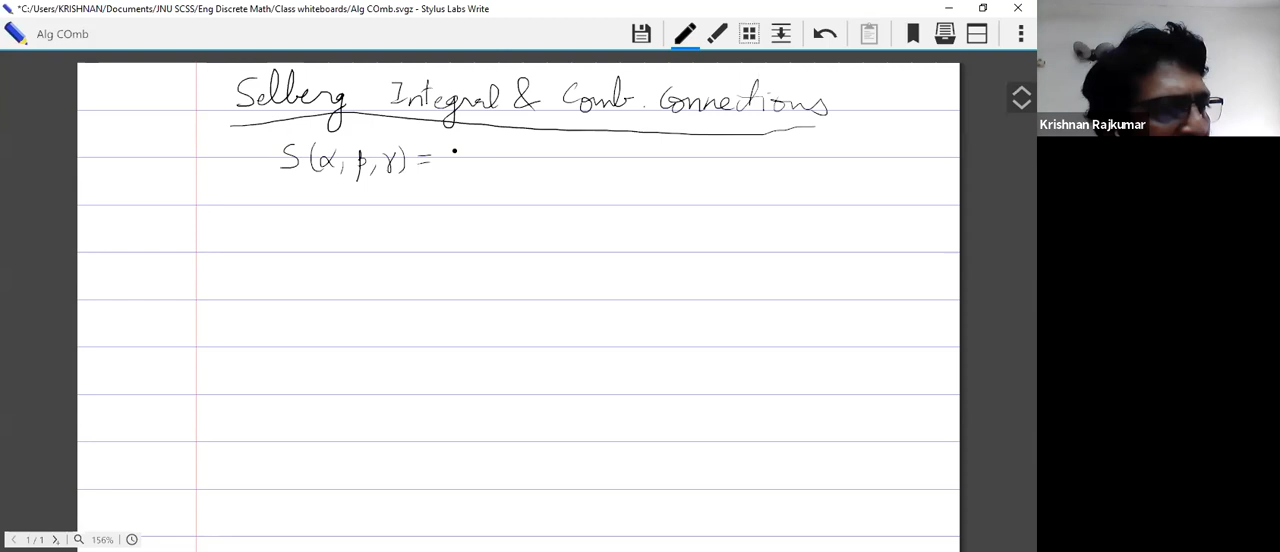 *C:/Users/KRISHNAN/Documents/JNU SCSS/Eng Discrete Math/Class whiteboards/Alg COmb.svgz - Stylus Labs Write
Alg COmb
Selberg Integral & Comb. Connections
S(α, β, γ) =
Krishnan Rajkumar
1 / 1
156%